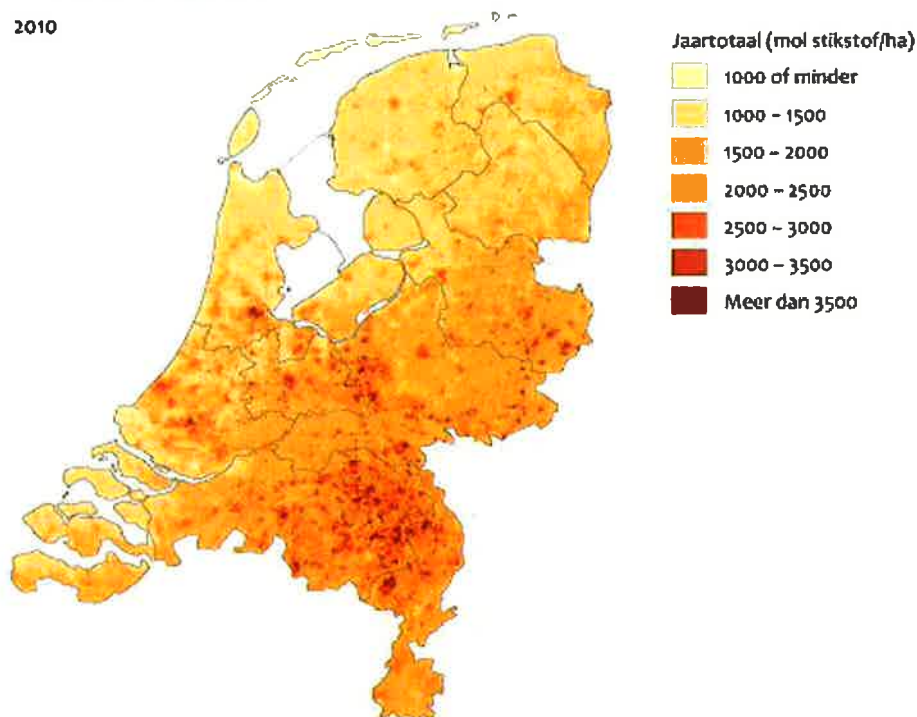 2010
Jaartotaal (mol stikstof/ha)
1000 of minder
1000 – 1500
1500 – 2000
2000 – 2500
2500 – 3000
3000 – 3500
Meer dan 3500